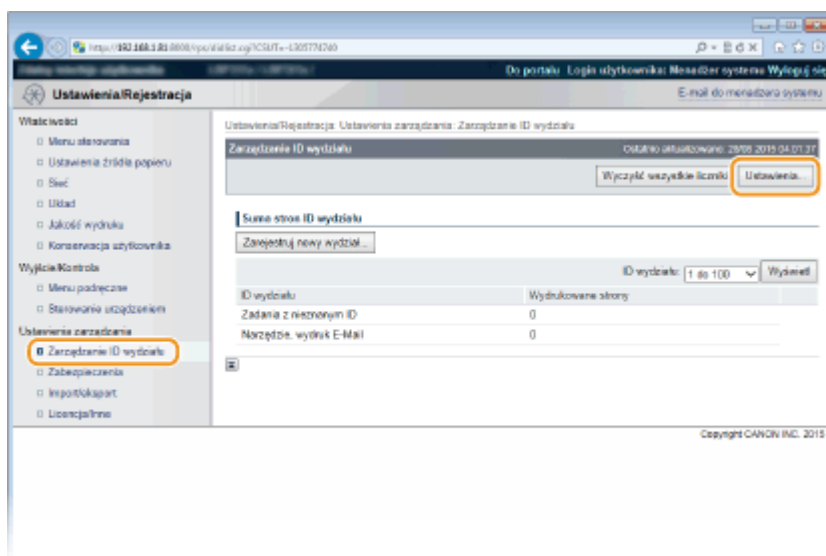 Do portalu Login użytkownika: Menedżer systemu Wyloguj się
Ustawienia/Rejestracja
E-mail do menedżera systemu
Właściwości
Menu sterowania
Ustawienia źródła papieru
Sieć
Układ
Jakość wydruku
Konserwacja użytkownika
Wyjście/Kontrola
Menu podręczne
Sterowanie urządzeniem
Ustawienia zarządzania
Zarządzanie ID wydziału
Zabezpieczenia
Import/eksport
Licencja/Inne
Ustawienia/Rejestracja: Ustawienia zarządzania: Zarządzanie ID wydziału
Zarządzanie ID wydziału
Ostatnio aktualizowane: 2015 04:01:37
Wyczyść wszystkie liczniki
Ustawienia...
Suma stron ID wydziału
Zarejestruj nowy wydział...
ID wydziału: 1 do 100 Wyświetl
ID wydziału Wydrukowane strony
Zadania z nieznanym ID 0
Narzędzie, wydruk E-Mail 0
Copyright CANON INC. 2015